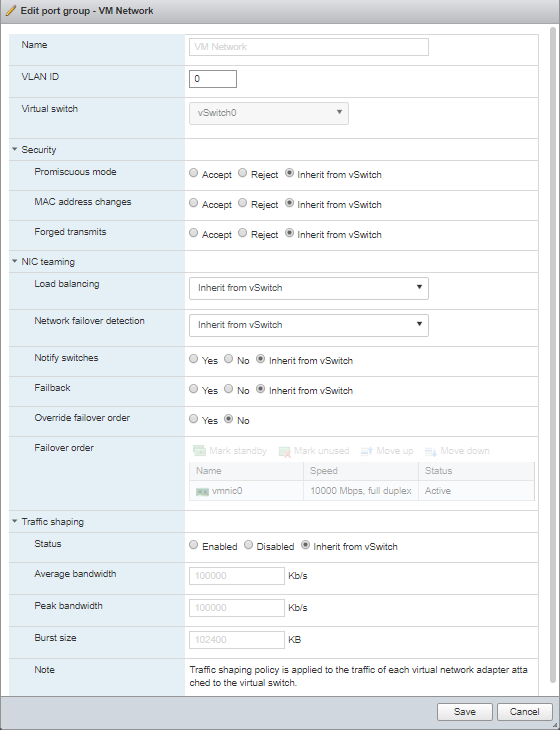 Edit port group - VM Network
Name VM Network
VLAN ID 0
Virtual switch vSwitch0
Security
Promiscuous mode Accept Reject Inherit from vSwitch
MAC address changes Accept Reject Inherit from vSwitch
Forged transmits Accept Reject Inherit from vSwitch
NIC teaming
Load balancing Inherit from vSwitch
Network failover detection Inherit from vSwitch
Notify switches Yes No Inherit from vSwitch
Failback Yes No Inherit from vSwitch
Override failover order Yes No
Failover order Mark standby Mark unused Move up Move down
Name Speed Status
vmnic0 10000 Mbps, full duplex Active
Traffic shaping
Status Enabled Disabled Inherit from vSwitch
Average bandwidth 100000 Kb/s
Peak bandwidth 100000 Kb/s
Burst size 102400 KB
Note Traffic shaping policy is applied to the traffic of each virtual network adapter atta
ched to the virtual switch.
Save Cancel